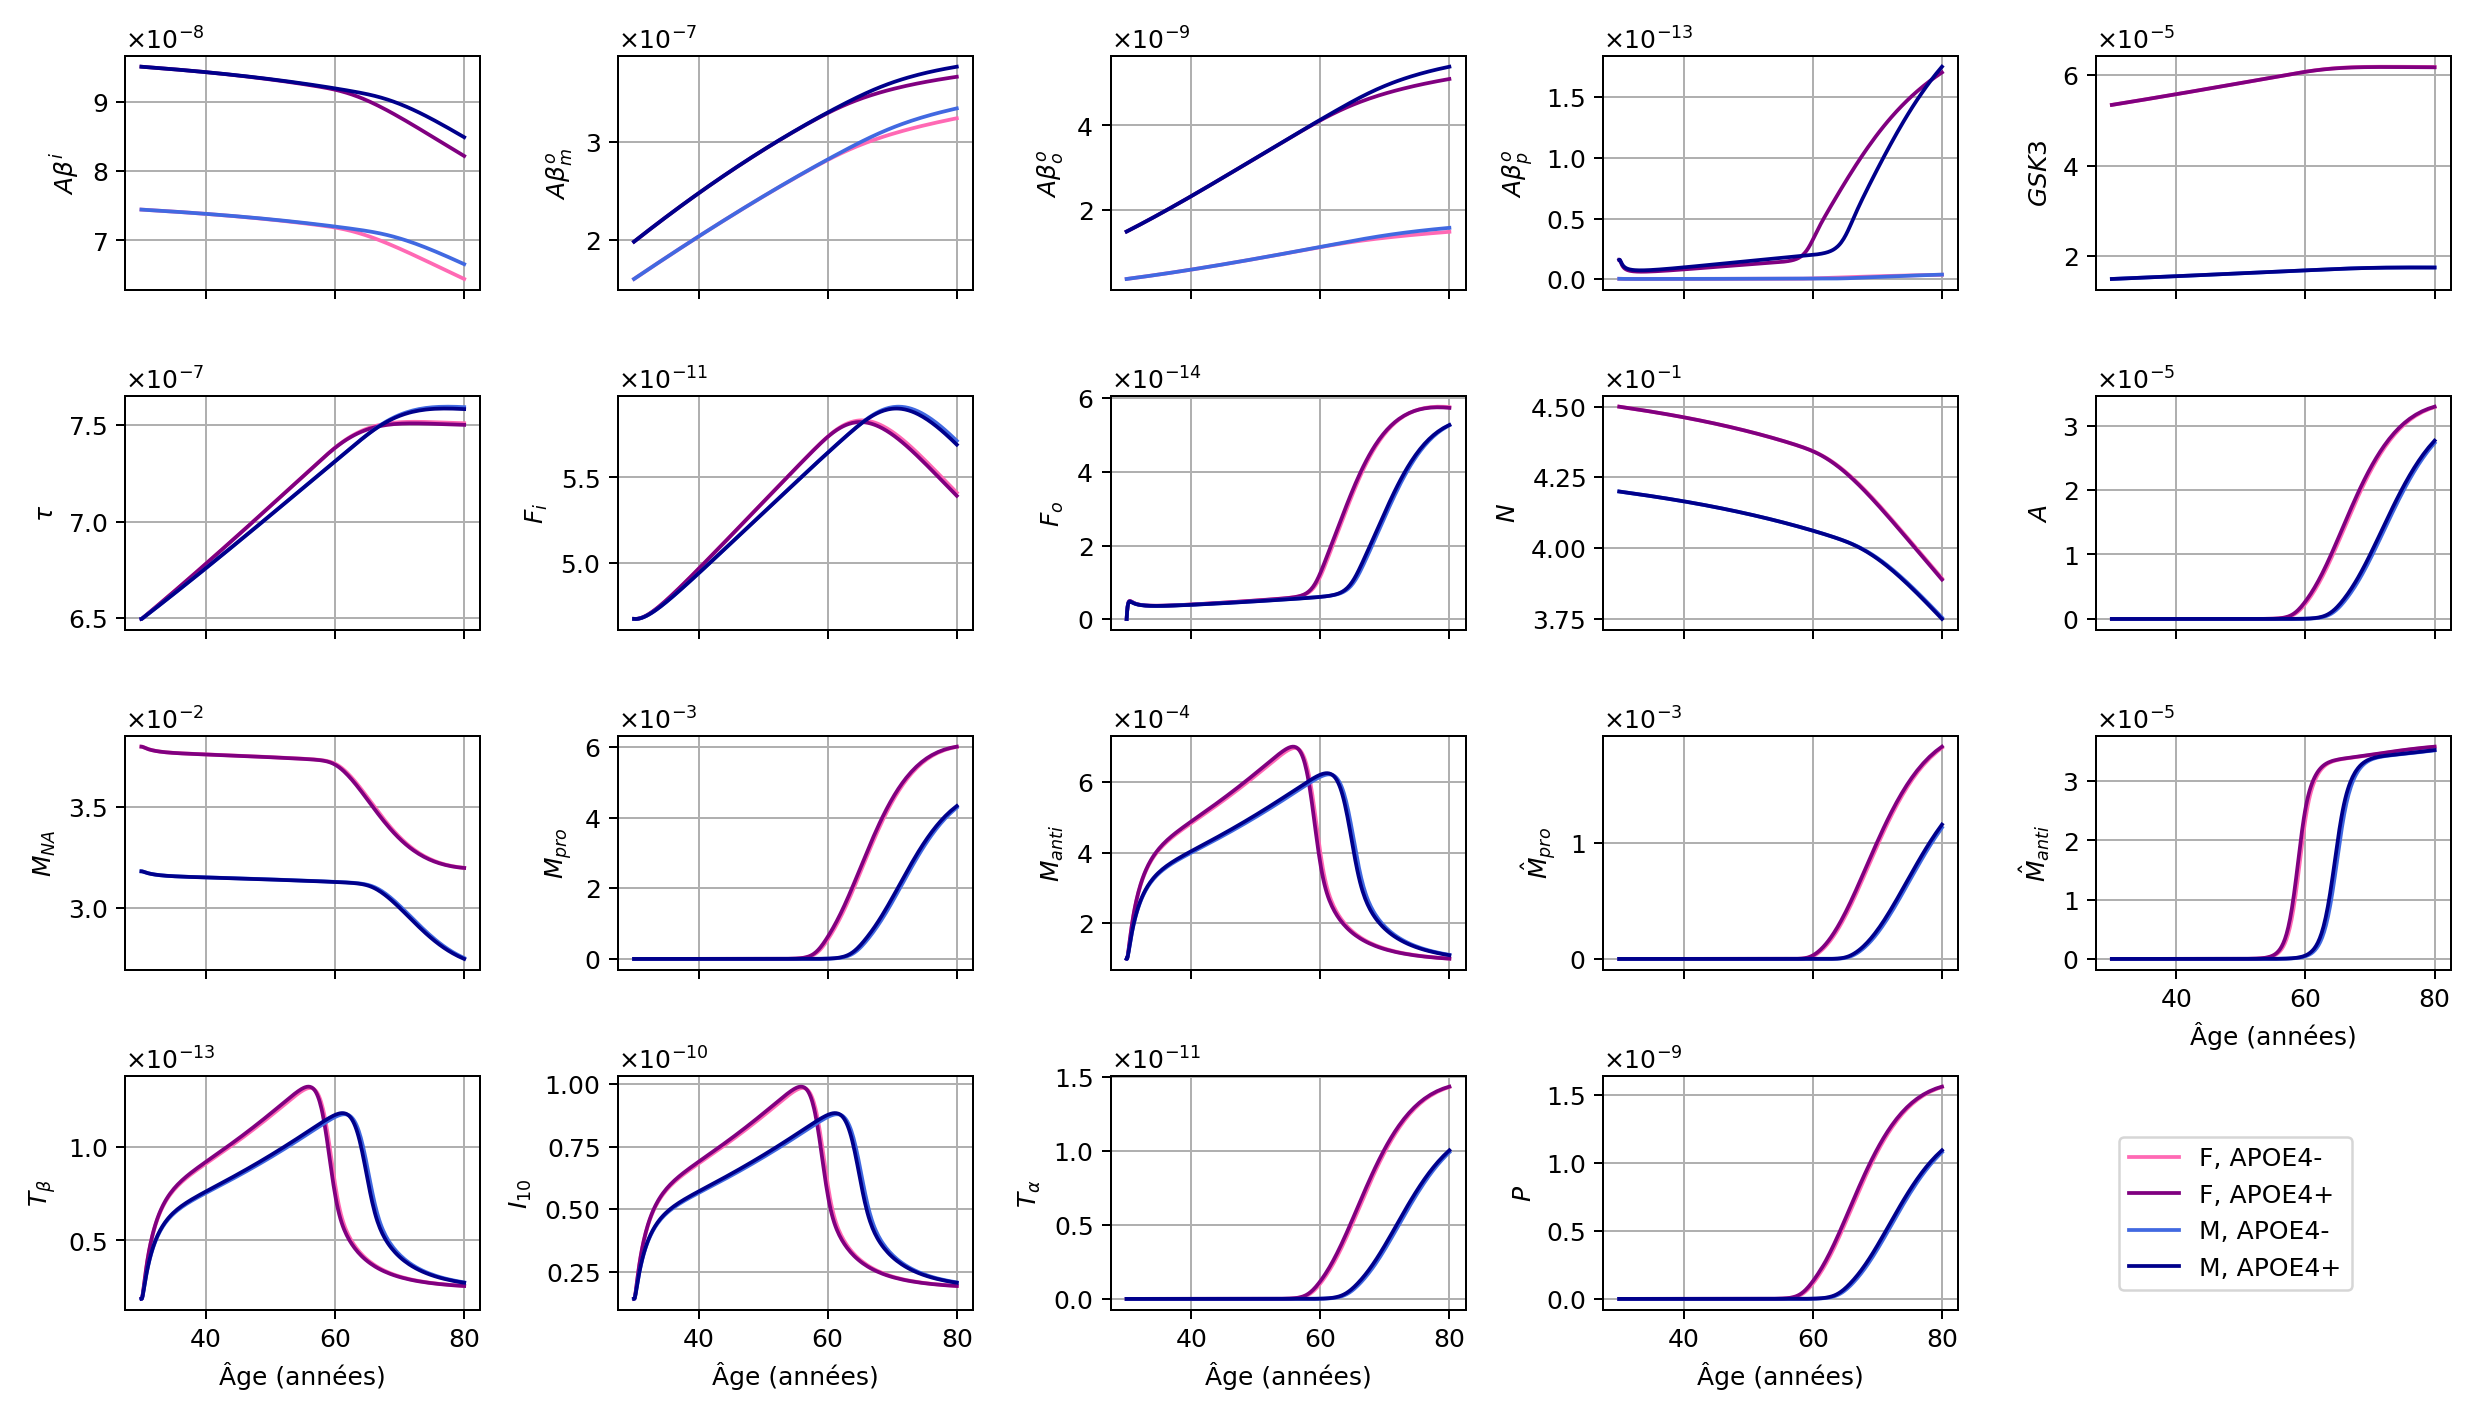 ×10⁻⁸
9
8
7
Aβⁱ
×10⁻⁷
3
2
Aβₘᵒ
×10⁻⁹
4
2
Aβₒᵒ
×10⁻¹³
1.5
1.0
0.5
0.0
Aβₚᵒ
×10⁻⁵
6
4
2
GSK3
×10⁻⁷
7.5
7.0
6.5
τ
×10⁻¹¹
5.5
5.0
Fᵢ
×10⁻¹⁴
6
4
2
0
Fₒ
×10⁻¹
4.50
4.25
4.00
3.75
N
×10⁻⁵
3
2
1
0
A
×10⁻²
3.5
3.0
M_NA
×10⁻³
6
4
2
0
M_pro
×10⁻⁴
6
4
2
M_anti
×10⁻³
1
0
M̂_pro
×10⁻⁵
3
2
1
0
M̂_anti
40 60 80
Âge (années)
×10⁻¹³
1.0
0.5
T_β
40 60 80
Âge (années)
×10⁻¹⁰
1.00
0.75
0.50
0.25
I₁₀
40 60 80
Âge (années)
×10⁻¹¹
1.5
1.0
0.5
0.0
T_α
40 60 80
Âge (années)
×10⁻⁹
1.5
1.0
0.5
0.0
P
40 60 80
Âge (années)
F, APOE4-
F, APOE4+
M, APOE4-
M, APOE4+